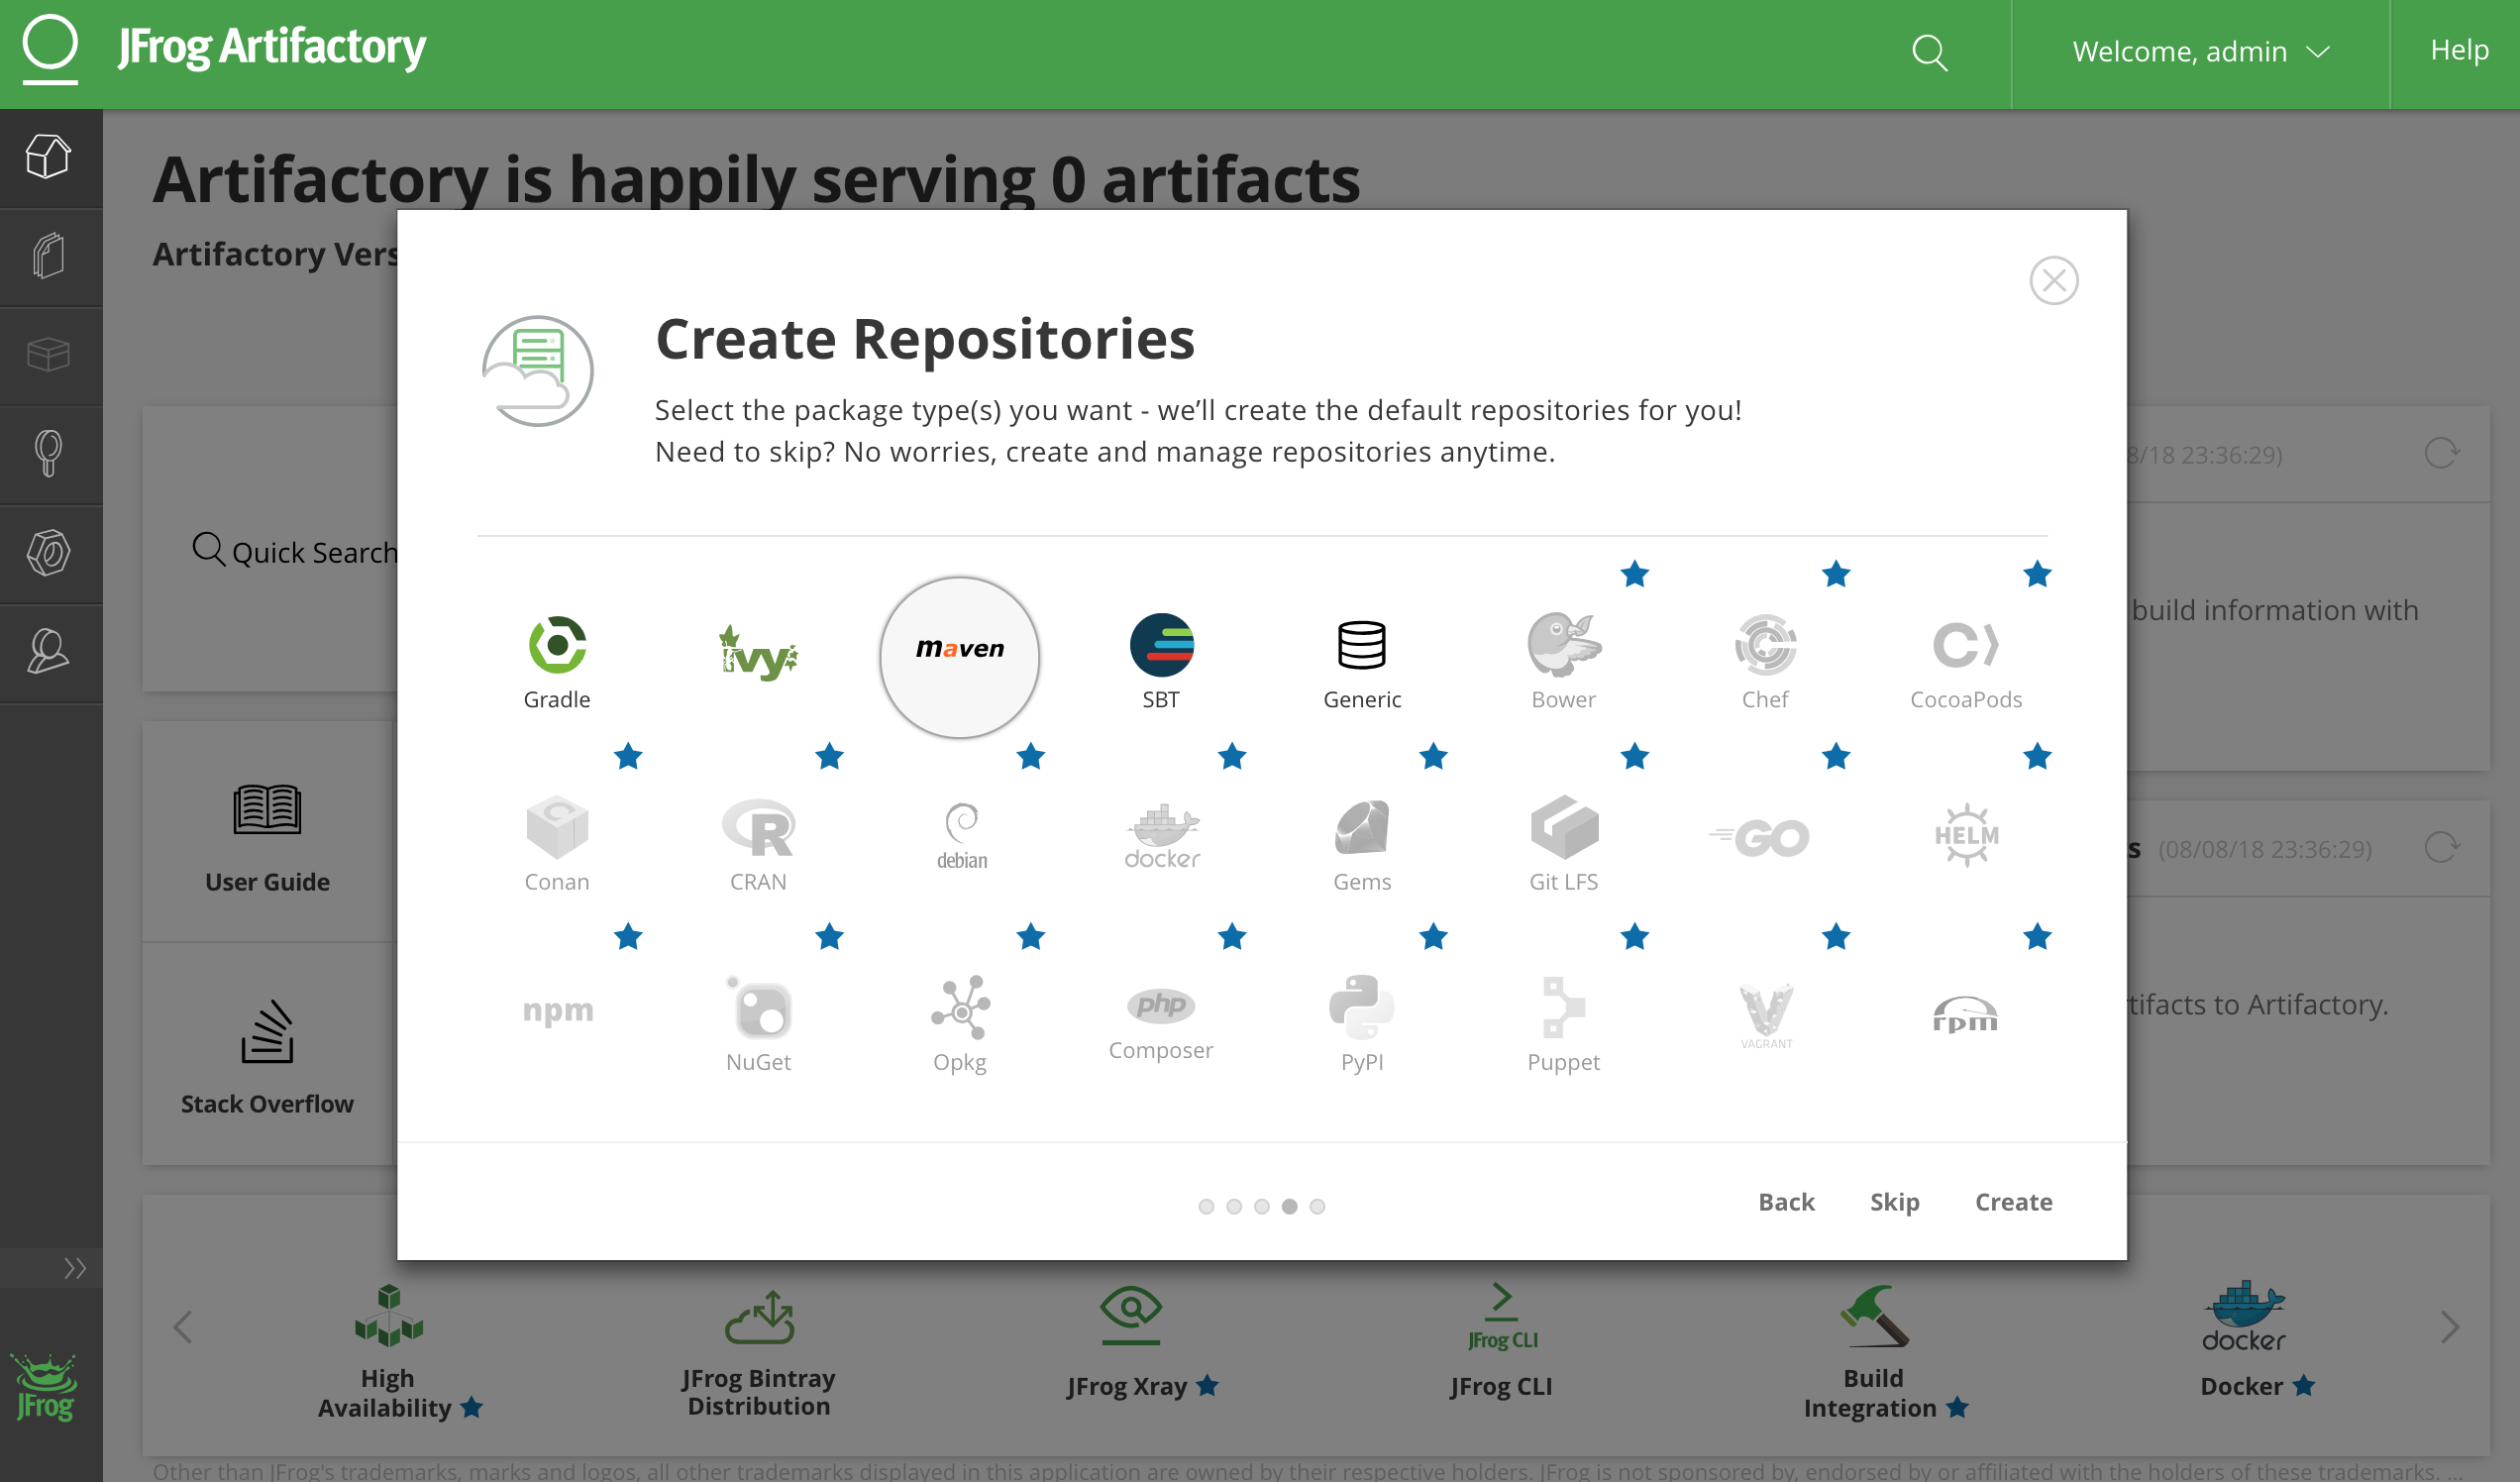 JFrog Artifactory
Welcome, admin
Help
Artifactory is happily serving 0 artifacts
Artifactory Vers
Create Repositories
Select the package type(s) you want - we'll create the default repositories for you!
Need to skip? No worries, create and manage repositories anytime.
8/18 23:36:29)
Quick Search
build information with
Gradle
ivy
maven
SBT
Generic
Bower
Chef
CocoaPods
User Guide
Conan
CRAN
debian
docker
Gems
Git LFS
GO
HELM
s (08/08/18 23:36:29)
Stack Overflow
npm
NuGet
Opkg
php
Composer
PyPI
Puppet
VAGRANT
rpm
tifacts to Artifactory.
Back
Skip
Create
High
Availability
JFrog Bintray
Distribution
JFrog Xray
JFrog CLI
JFrog CLI
Build
Integration
docker
Docker
JFrog
Other than JFrog's trademarks, marks and logos, all other trademarks displayed in this application are owned by their respective holders. JFrog is not sponsored by, endorsed by or affiliated with the holders of these trademarks. ...